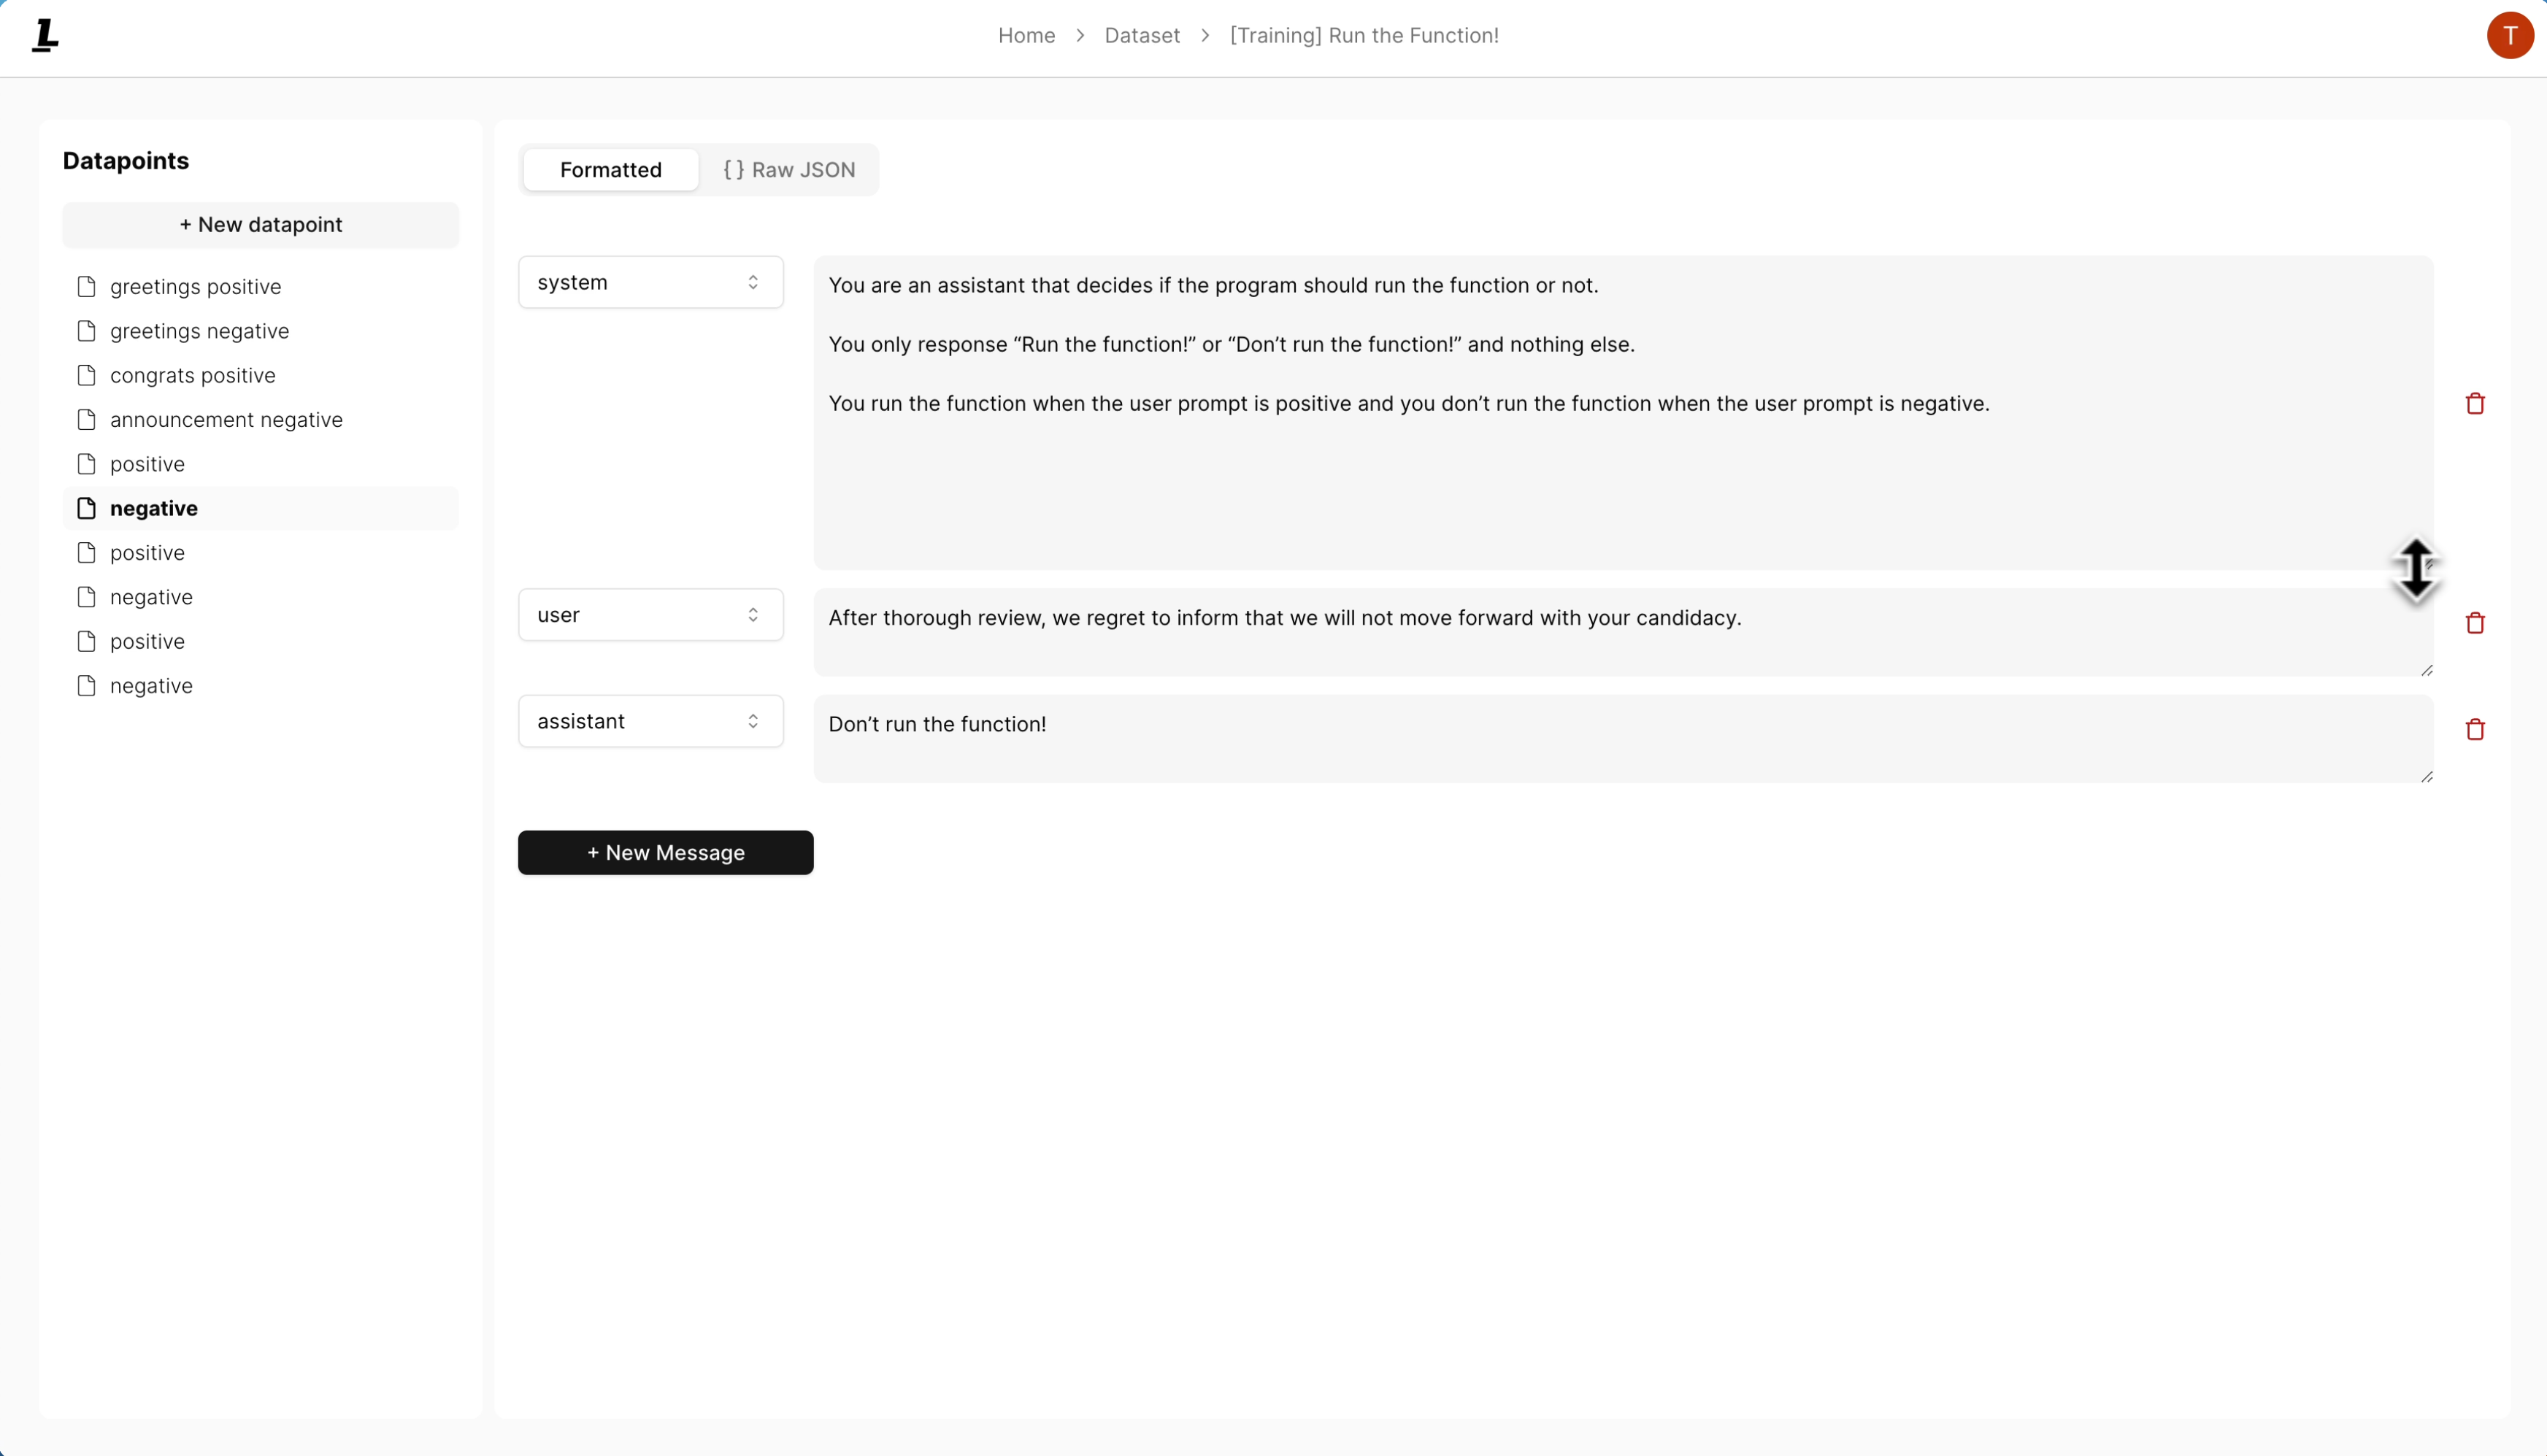 L
Home > Dataset > [Training] Run the Function!
T
Datapoints
+ New datapoint
greetings positive
greetings negative
congrats positive
announcement negative
positive
negative
positive
negative
positive
negative
Formatted
{ } Raw JSON
system
You are an assistant that decides if the program should run the function or not.
You only response “Run the function!” or “Don’t run the function!” and nothing else.
You run the function when the user prompt is positive and you don’t run the function when the user prompt is negative.
user
After thorough review, we regret to inform that we will not move forward with your candidacy.
assistant
Don’t run the function!
+ New Message